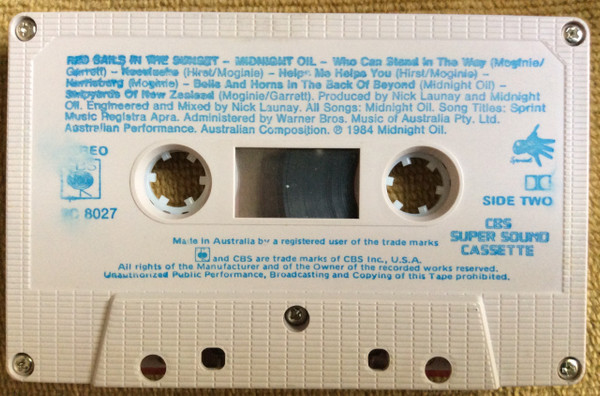 RED SAILS IN THE SUNSET – MIDNIGHT OIL – Who Can Stand In The Way (Moginie/
Garrett) – Kosciusko (Hirst/Moginie) – Helps Me Helps You (Hirst/Moginie) –
Harrisburg (Moginie) – Bells And Horns In The Back Of Beyond (Midnight Oil) –
Shipyards Of New Zealand (Moginie/Garrett). Produced by Nick Launay and Midnight
Oil. Engineered and Mixed by Nick Launay. All Songs: Midnight Oil. Song Titles: Sprint
Music Registra Apra. Administered by Warner Bros. Music of Australia Pty. Ltd.
Australian Performance. Australian Composition. ℗ 1984 Midnight Oil.
REO
CBS
C 8027
SIDE TWO
CBS
SUPER SOUND
CASSETTE
Made in Australia by a registered user of the trade marks
and CBS are trade marks of CBS Inc., U.S.A.
All rights of the Manufacturer and of the Owner of the recorded works reserved.
Unauthorized Public Performance, Broadcasting and Copying of this Tape prohibited.